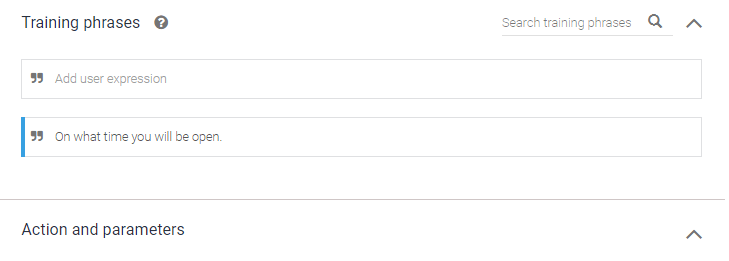 Training phrases
Search training phrases
Add user expression
On what time you will be open.
Action and parameters